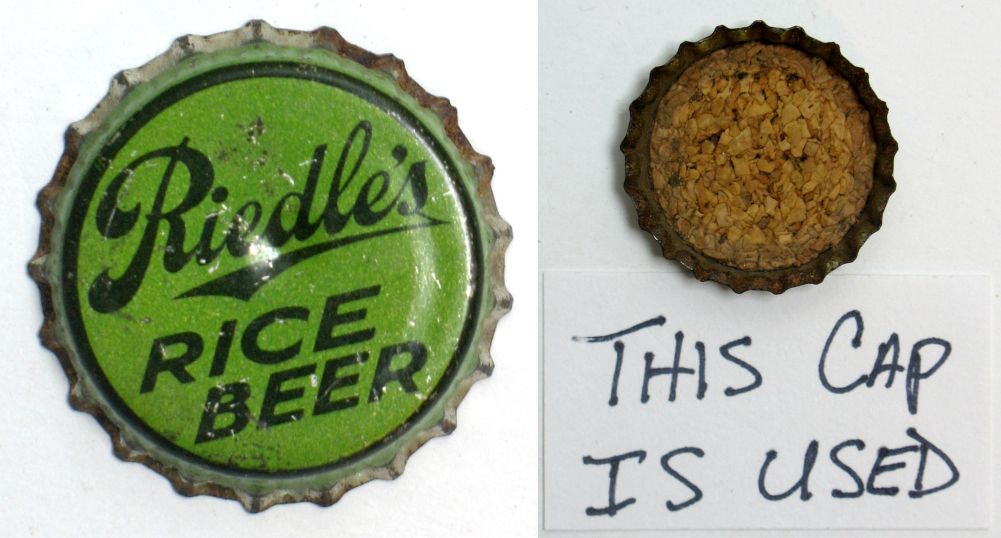 Riedle's
RICE
BEER
THIS CAP
IS USED